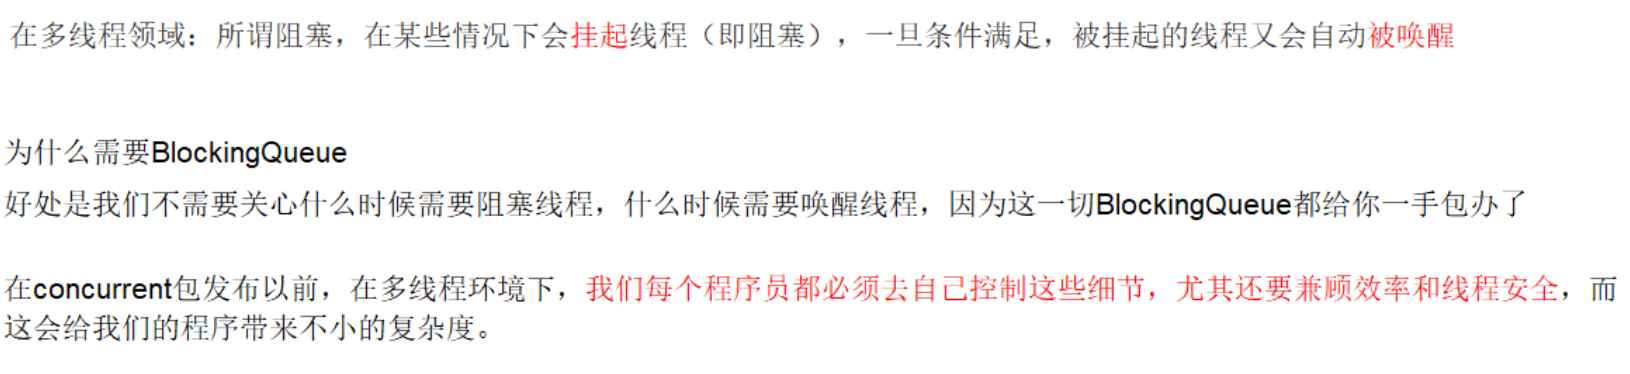 在多线程领域：所谓阻塞，在某些情况下会挂起线程（即阻塞），一旦条件满足，被挂起的线程又会自动被唤醒
为什么需要BlockingQueue
好处是我们不需要关心什么时候需要阻塞线程，什么时候需要唤醒线程，因为这一切BlockingQueue都给你一手包办了
在concurrent包发布以前，在多线程环境下，我们每个程序员都必须去自己控制这些细节，尤其还要兼顾效率和线程安全，而
这会给我们的程序带来不小的复杂度。